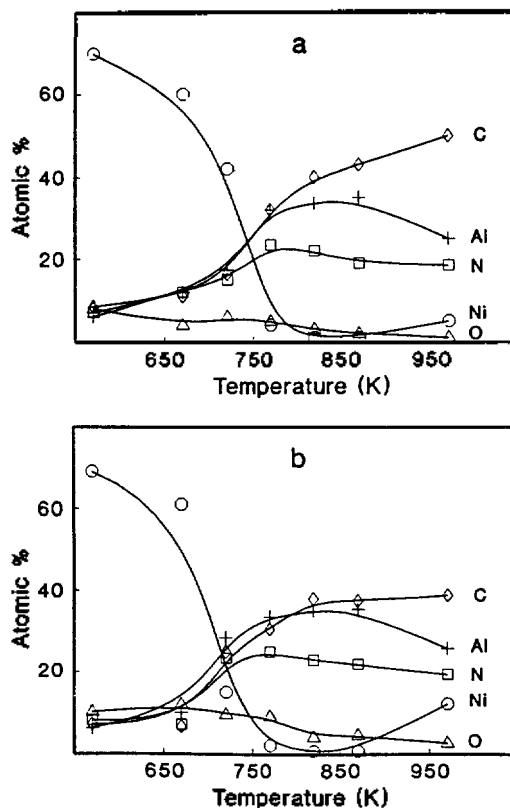 a
60
40
20
Atomic %
C
Al
N
Ni
O
650 750 850 950
Temperature (K)
b
60
40
20
Atomic %
C
Al
N
Ni
O
650 750 850 950
Temperature (K)